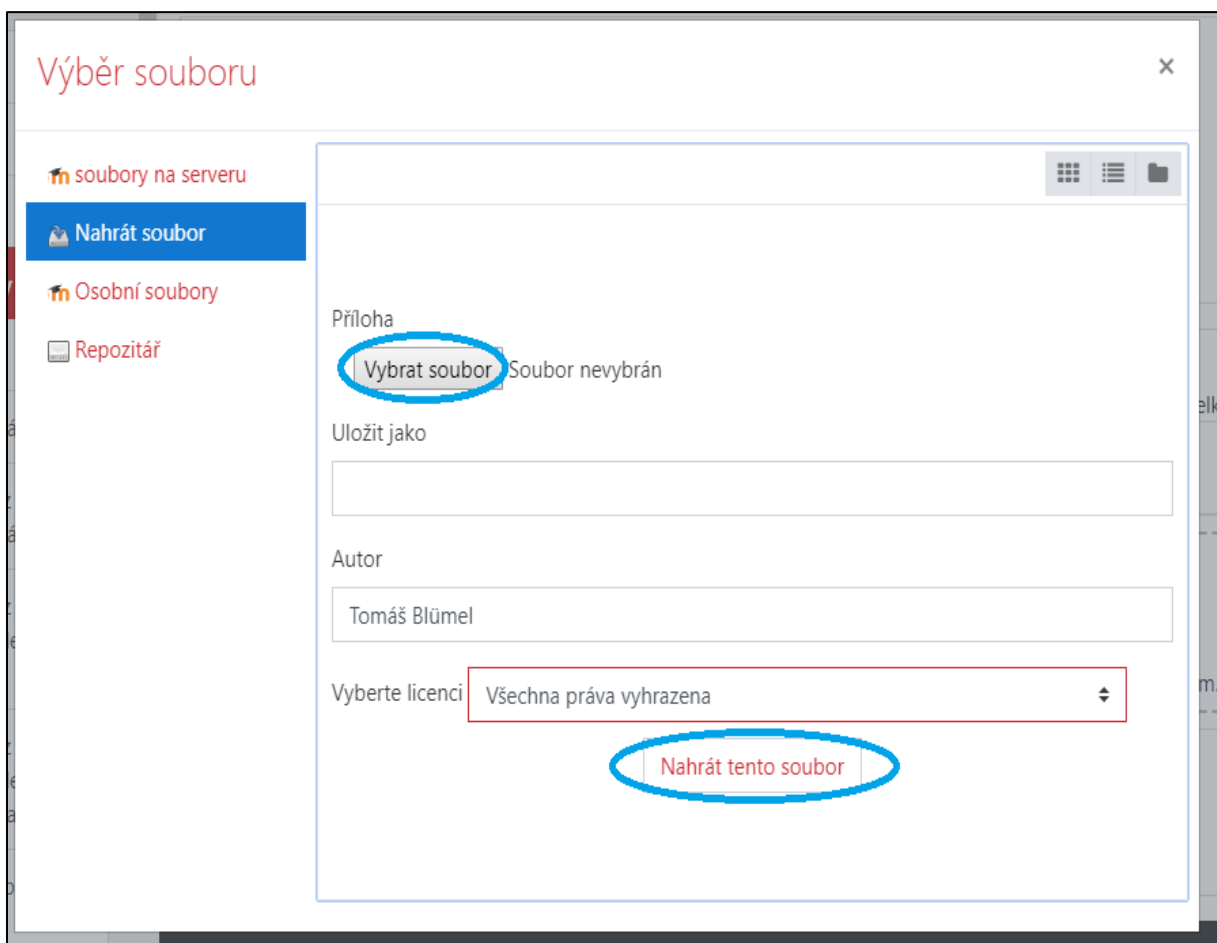 Výběr souboru
×
soubory na serveru
Nahrát soubor
Osobní soubory
Repozitář
Příloha
Vybrat soubor Soubor nevybrán
Uložit jako
Autor
Tomáš Blümel
Vyberte licenci Všechna práva vyhrazena
Nahrát tento soubor